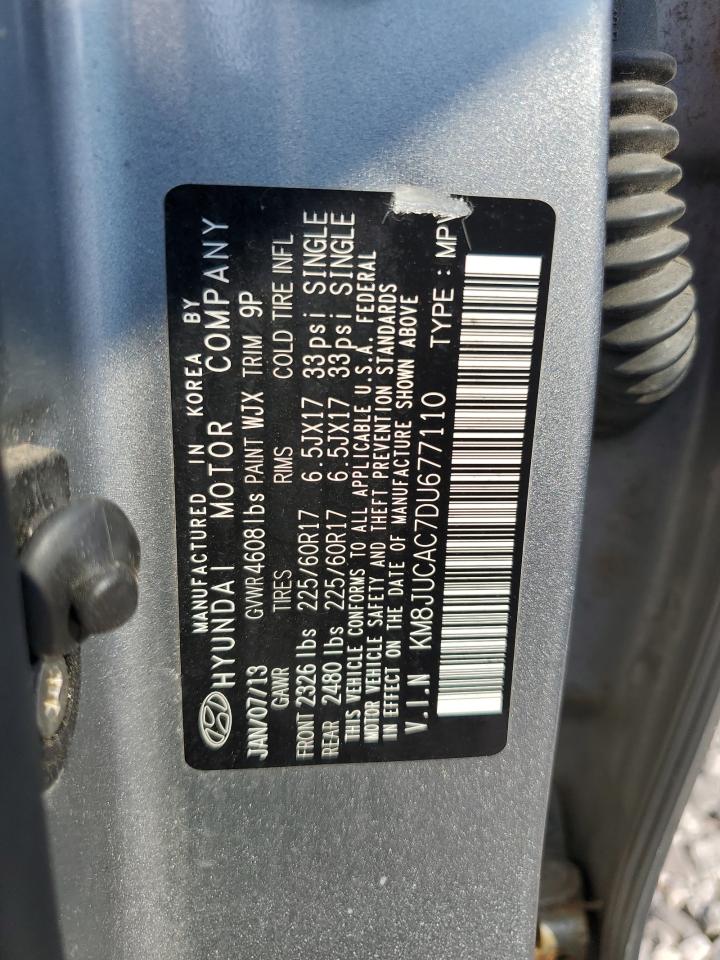 MANUFACTURED IN KOREA BY
HYUNDAI MOTOR COMPANY
JAN/07/13 GVWR 4608lbs PAINT WJX TRIM 9P
GAWR TIRES RIMS COLD TIRE INFL
FRONT 2326 lbs 225/60R17 6.5JX17 33psi SINGLE
REAR 2480 lbs 225/60R17 6.5JX17 33psi SINGLE
THIS VEHICLE CONFORMS TO ALL APPLICABLE U.S.A. FEDERAL
MOTOR VEHICLE SAFETY AND THEFT PREVENTION STANDARDS
IN EFFECT ON THE DATE OF MANUFACTURE SHOWN ABOVE
V.I.N KM8JUCAC7DU677110 TYPE : MPV